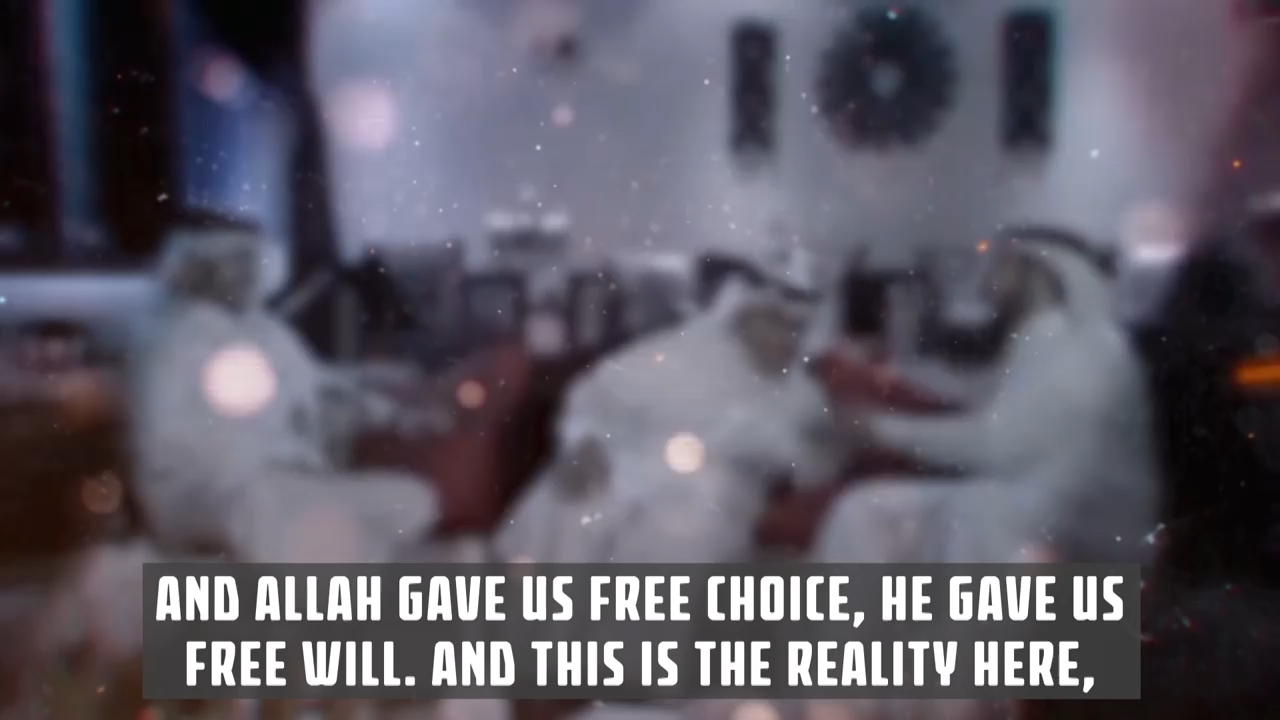 AND ALLAH GAVE US FREE CHOICE, HE GAVE US
FREE WILL. AND THIS IS THE REALITY HERE,